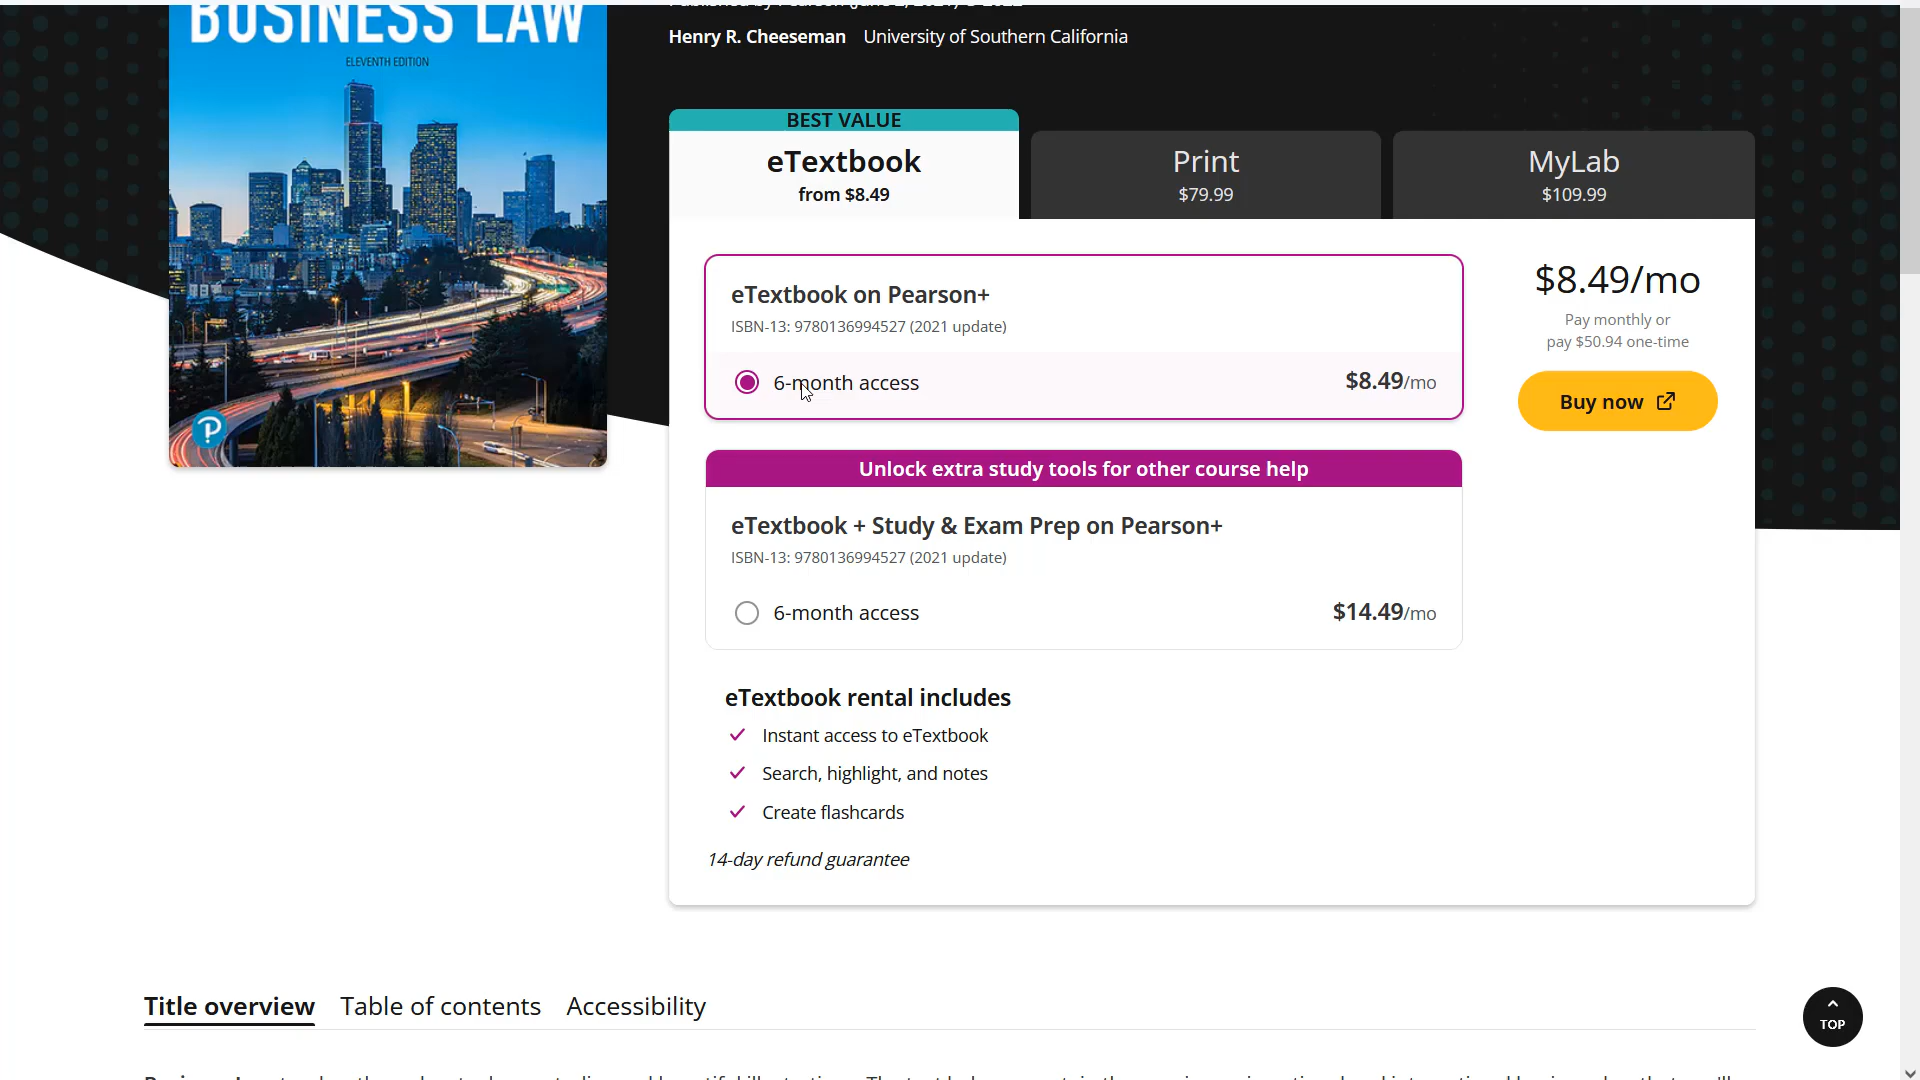 BUSINESS LAW
ELEVENTH EDITION
Henry R. Cheeseman University of Southern California
BEST VALUE
eTextbook
from $8.49
Print
$79.99
MyLab
$109.99
eTextbook on Pearson+
ISBN-13: 9780136994527 (2021 update)
6-month access
$8.49/mo
$8.49/mo
Pay monthly or
pay $50.94 one-time
Buy now
Unlock extra study tools for other course help
eTextbook + Study & Exam Prep on Pearson+
ISBN-13: 9780136994527 (2021 update)
6-month access
$14.49/mo
eTextbook rental includes
Instant access to eTextbook
Search, highlight, and notes
Create flashcards
14-day refund guarantee
Title overview
Table of contents
Accessibility
TOP